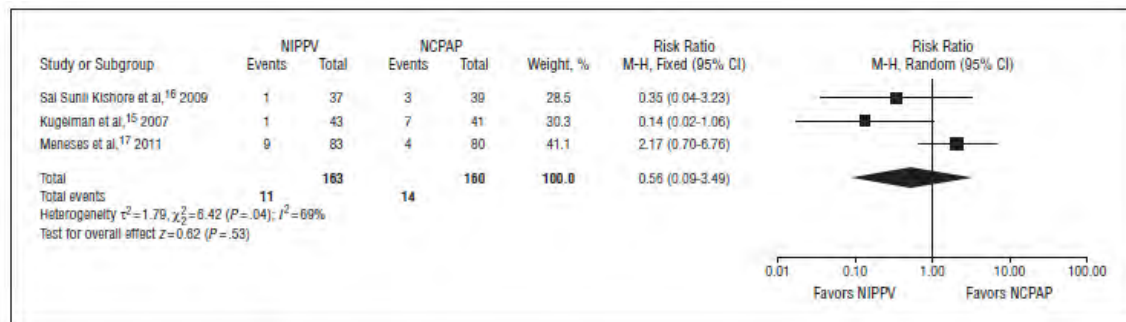 NIPPV NCPAP Risk Ratio Risk Ratio
Study or Subgroup Events Total Events Total Weight, % M-H, Fixed (95% CI) M-H, Random (95% CI)
Sai Sunil Kishore et al,16 2009 1 37 3 39 28.5 0.35 (0.04-3.23)
Kugelman et al,15 2007 1 43 7 41 30.3 0.14 (0.02-1.06)
Meneses et al,17 2011 9 83 4 80 41.1 2.17 (0.70-6.76)
Total 163 160 100.0 0.56 (0.09-3.49)
Total events 11 14
Heterogeneity τ2=1.79, χ22=6.42 (P=.04); I2=69%
Test for overall effect z=0.62 (P=.53)
0.01 0.10 1.00 10.00 100.00
Favors NIPPV Favors NCPAP